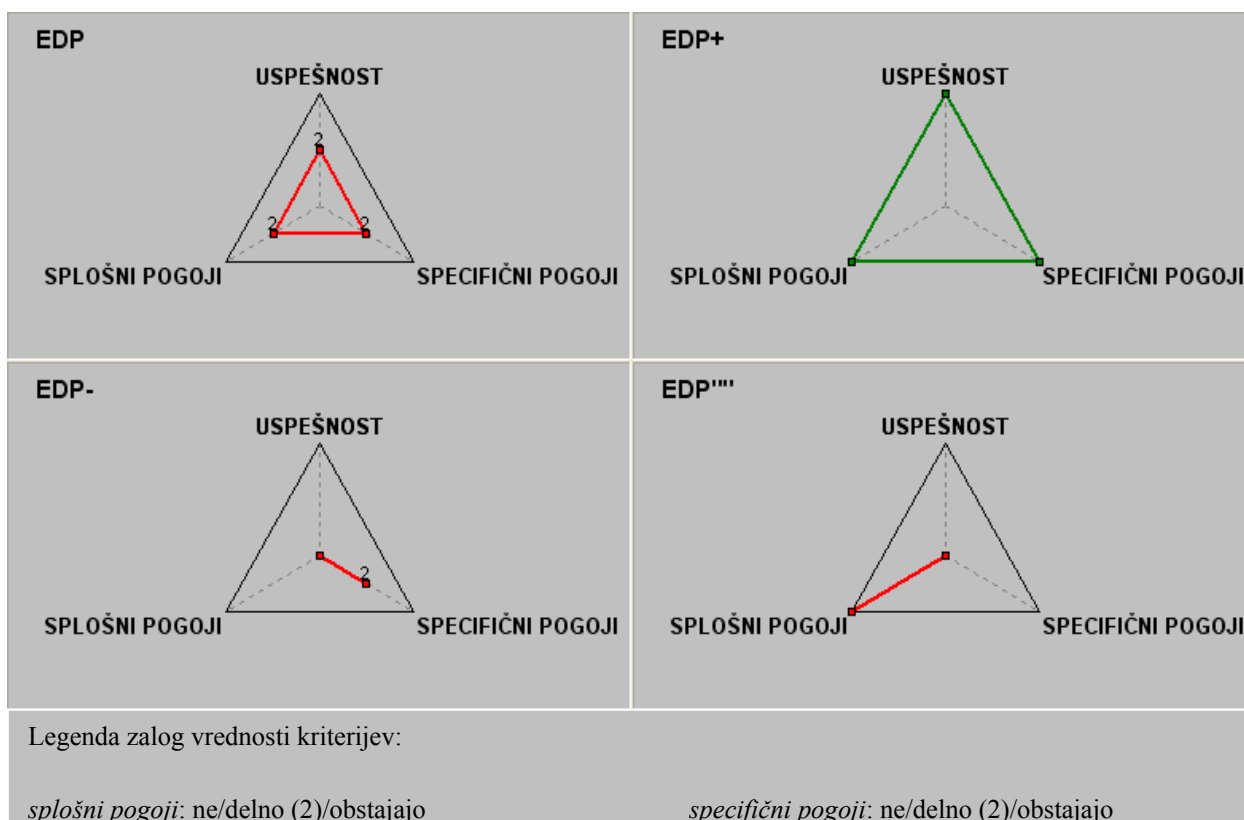 EDP
USPEŠNOST
2
2
2
SPLOŠNI POGOJI
SPECIFIČNI POGOJI
EDP+
USPEŠNOST
SPLOŠNI POGOJI
SPECIFIČNI POGOJI
EDP-
USPEŠNOST
2
SPLOŠNI POGOJI
SPECIFIČNI POGOJI
EDP""
USPEŠNOST
SPLOŠNI POGOJI
SPECIFIČNI POGOJI
Legenda zalog vrednosti kriterijev:
splošni pogoji: ne/delno (2)/obstajajo
specifični pogoji: ne/delno (2)/obstajajo